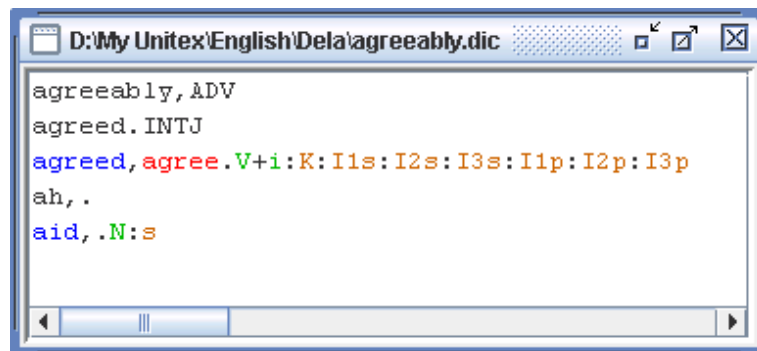 D:\My Unitex\English\Dela\agreeably.dic
agreeably,ADV
agreed.INTJ
agreed,agree.V+i:K:I1s:I2s:I3s:I1p:I2p:I3p
ah,.
aid,.N:s